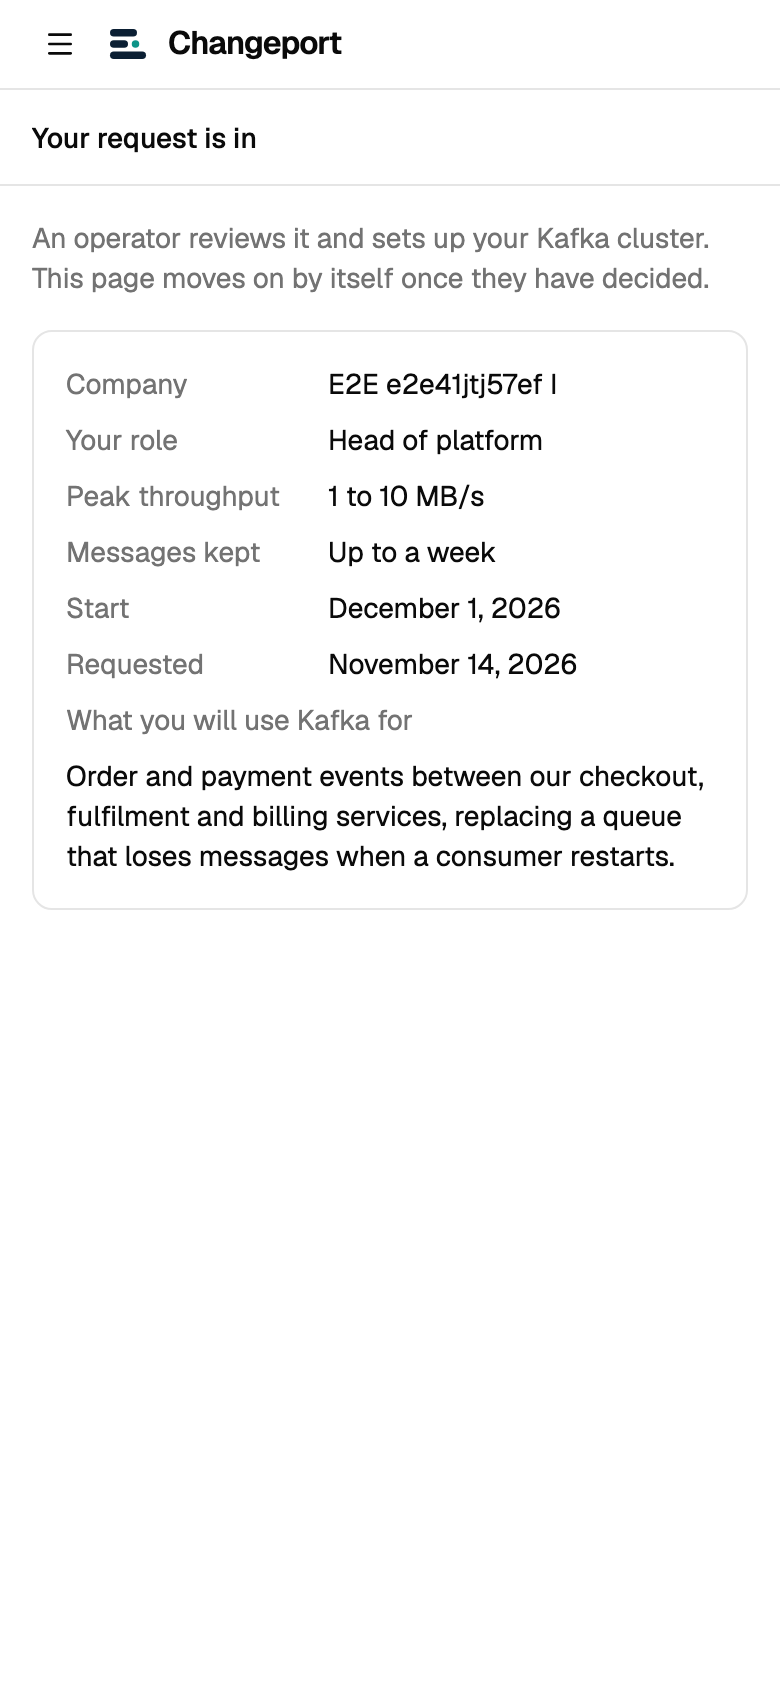 Changeport
Your request is in
An operator reviews it and sets up your Kafka cluster.
This page moves on by itself once they have decided.
Company E2E e2e41jtj57ef I
Your role Head of platform
Peak throughput 1 to 10 MB/s
Messages kept Up to a week
Start December 1, 2026
Requested November 14, 2026
What you will use Kafka for
Order and payment events between our checkout,
fulfilment and billing services, replacing a queue
that loses messages when a consumer restarts.